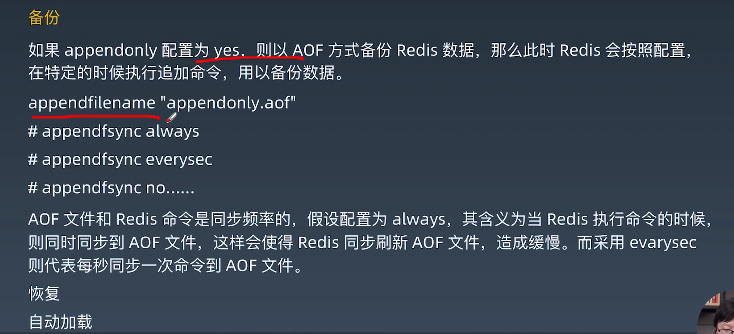 备份
如果 appendonly 配置为 yes，则以 AOF 方式备份 Redis 数据，那么此时 Redis 会按照配置，
在特定的时候执行追加命令，用以备份数据。
appendfilename "appendonly.aof"
# appendfsync always
# appendfsync everysec
# appendfsync no......
AOF 文件和 Redis 命令是同步频率的，假设配置为 always，其含义为当 Redis 执行命令的时候，
则同时同步到 AOF 文件，这样会使得 Redis 同步刷新 AOF 文件，造成缓慢。而采用 evarysec
则代表每秒同步一次命令到 AOF 文件。
恢复
自动加载